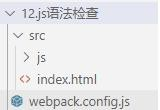 12.js语法检查
src
js
index.html
webpack.config.js